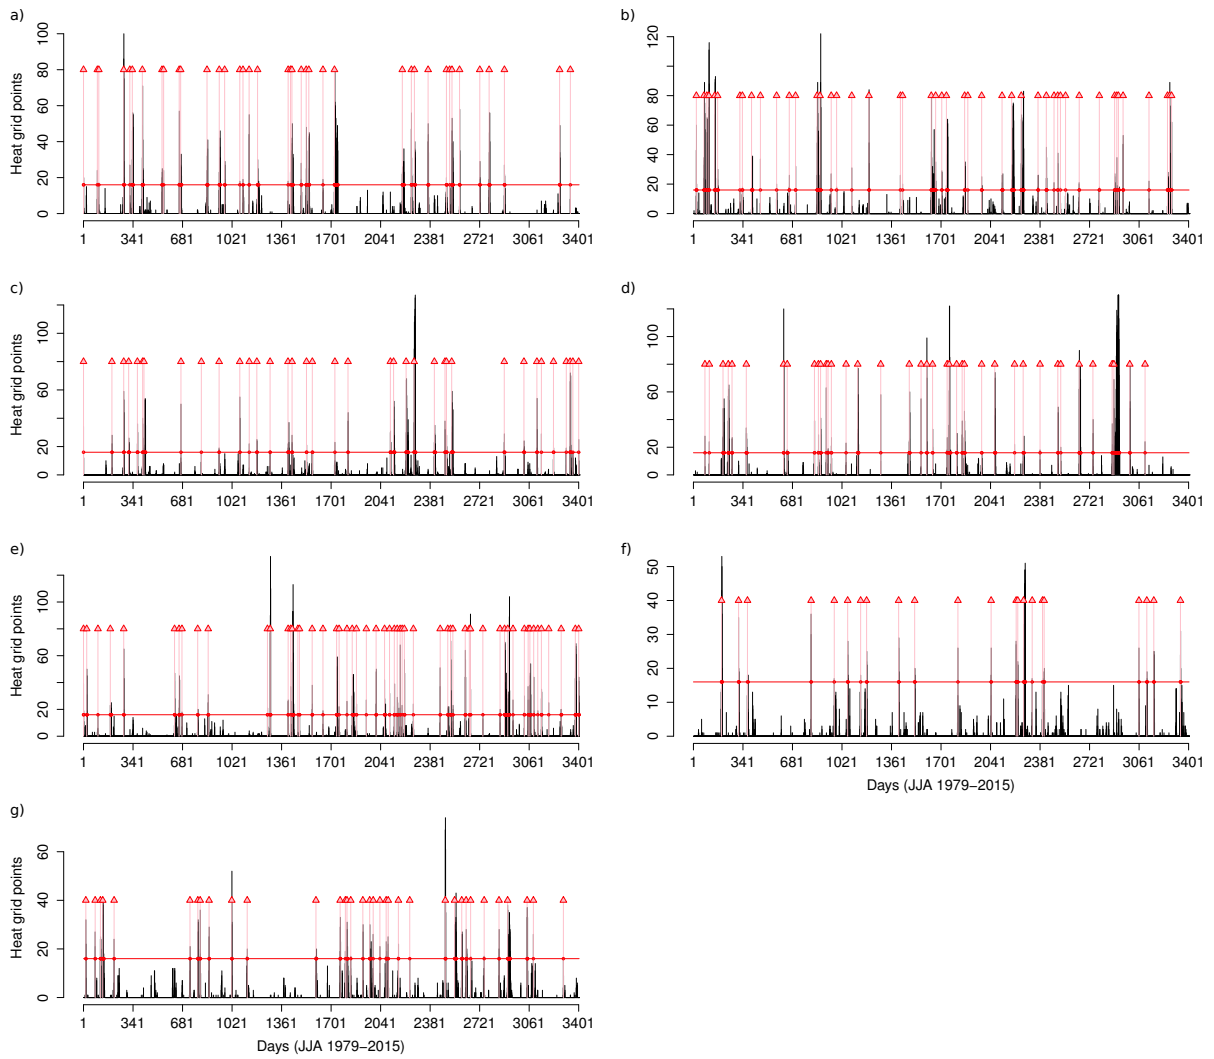 a)
Heat grid points
0 20 40 60 80 100
1 341 681 1021 1361 1701 2041 2381 2721 3061 3401
b)
0 20 40 60 80 120
1 341 681 1021 1361 1701 2041 2381 2721 3061 3401
c)
Heat grid points
0 20 60 100
1 341 681 1021 1361 1701 2041 2381 2721 3061 3401
d)
0 20 60 100
1 341 681 1021 1361 1701 2041 2381 2721 3061 3401
e)
Heat grid points
0 20 60 100
1 341 681 1021 1361 1701 2041 2381 2721 3061 3401
f)
0 10 20 30 40 50
1 341 681 1021 1361 1701 2041 2381 2721 3061 3401
Days (JJA 1979−2015)
g)
Heat grid points
0 20 40 60
1 341 681 1021 1361 1701 2041 2381 2721 3061 3401
Days (JJA 1979−2015)